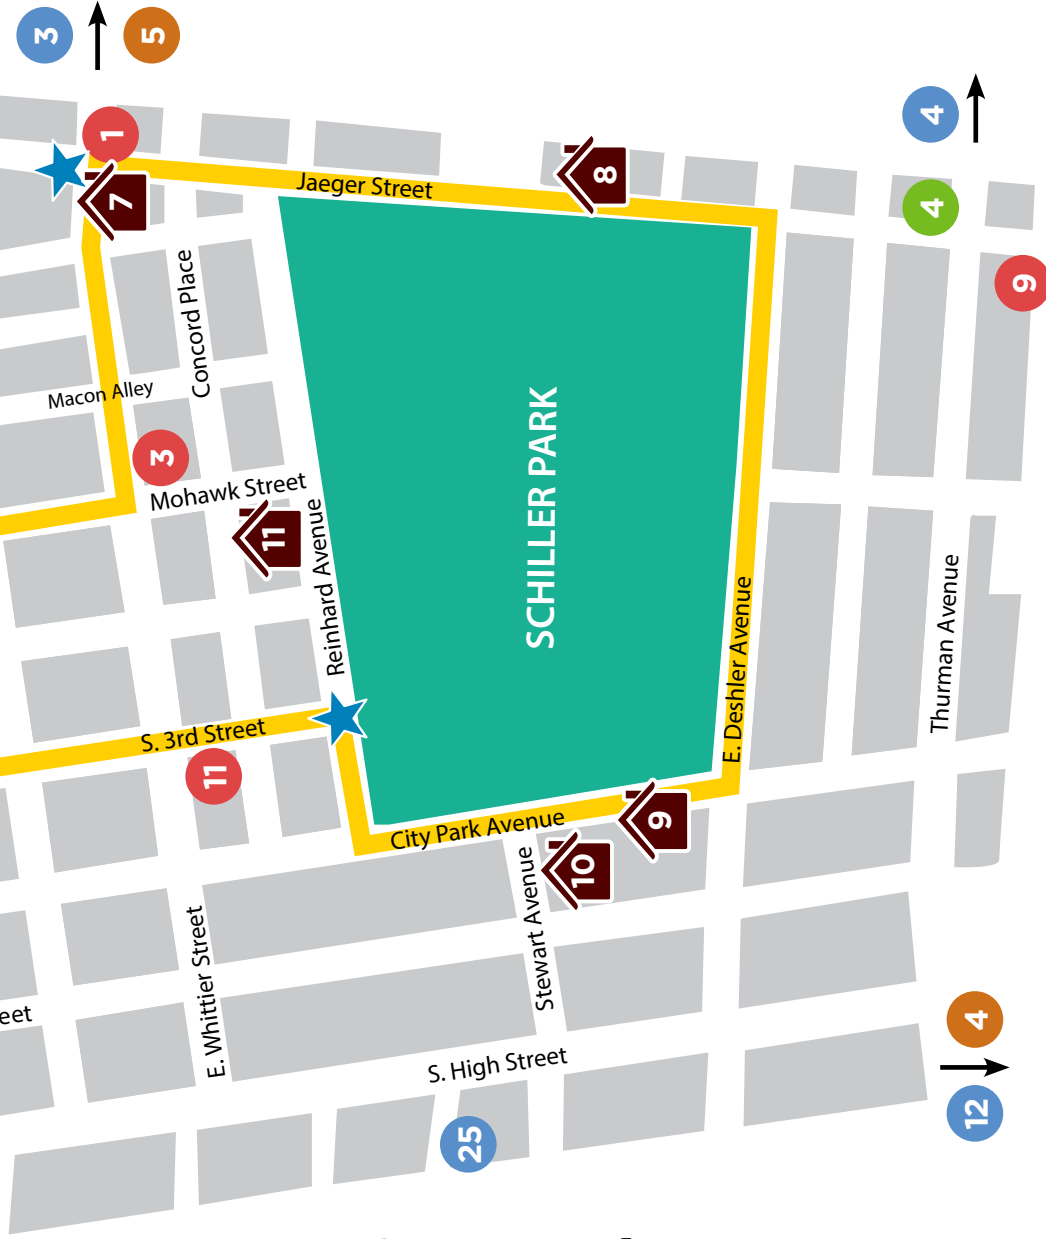 3
5
1
7
Jaeger Street
8
4
4
9
Concord Place
Macon Alley
3
Mohawk Street
11
Reinhard Avenue
SCHILLER PARK
E. Deshler Avenue
Thurman Avenue
S. 3rd Street
11
City Park Avenue
9
10
Stewart Avenue
E. Whittier Street
eet
S. High Street
25
4
12